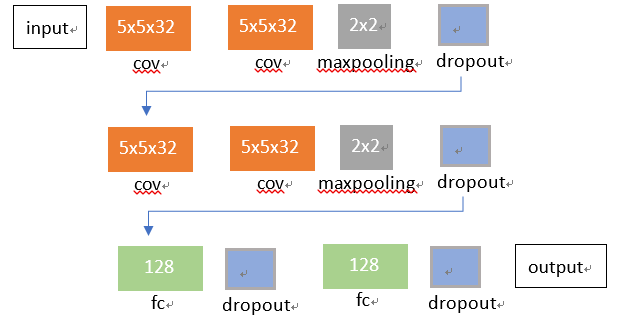 input 5x5x32 5x5x32 2x2
cov cov maxpooling dropout
5x5x32 5x5x32 2x2
cov cov maxpooling dropout
128 128 output
fc dropout fc dropout